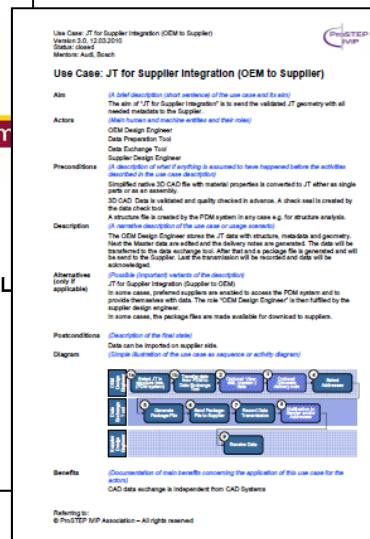 Use Case: JT for Supplier Integration (OEM to Supplier)
Version 3.0, 12.03.2010
Status: closed
Mentors: Audi, Bosch
ProSTEP
iViP
Use Case: JT for Supplier Integration (OEM to Supplier)
Aim
(A brief description (short sentence) of the use case and its aim)
The aim of "JT for Supplier Integration" is to send the validated JT geometry with all
needed metadata to the Supplier.
Actors
(Main human and machine entities and their roles)
OEM Design Engineer
Data Preparation Tool
Data Exchange Tool
Supplier Design Engineer
Preconditions
(A description of what if anything is assumed to have happened before the activities
described in the use case description)
Simplified native 3D CAD file with material properties is converted to JT either as single
parts or as an assembly.
3D CAD Data is validated and quality checked in advance. A check seal is created by
the data check tool.
A structure file is created by the PDM system in any case e.g. for structure analysis.
Description
(A narrative description of the use case or usage scenario)
The OEM Design Engineer stores the JT data with structure, metadata and geometry.
Next the Master data are edited and the delivery notes are generated. The data will be
transferred to the data exchange tool. After that and a package file is generated and will
be send to the Supplier. Last the transmission will be recorded and data will be
acknowledged.
Alternatives
(only if
applicable)
(Possible (important) variants of the description)
JT for Supplier Integration (Supplier to OEM)
In some cases, preferred suppliers are enabled to access the PDM system and to
provide themselves with data. The role "OEM Design Engineer" is then fulfilled by the
supplier design engineer.
In some cases, the package files are made available for download to suppliers.
Postconditions
(Description of the final state)
Data can be imported on supplier side.
Diagram
(Simple illustration of the use case as sequence or activity diagram)
Select
Addresses
Generate
Package File
Send Package
File to Supplier
Record Data
Transmission
Receive Data
Benefits
(Documentation of main benefits concerning the application of this use case for the
actors)
CAD data exchange is independent from CAD Systems
Referring to:
© ProSTEP iViP Association – All rights reserved